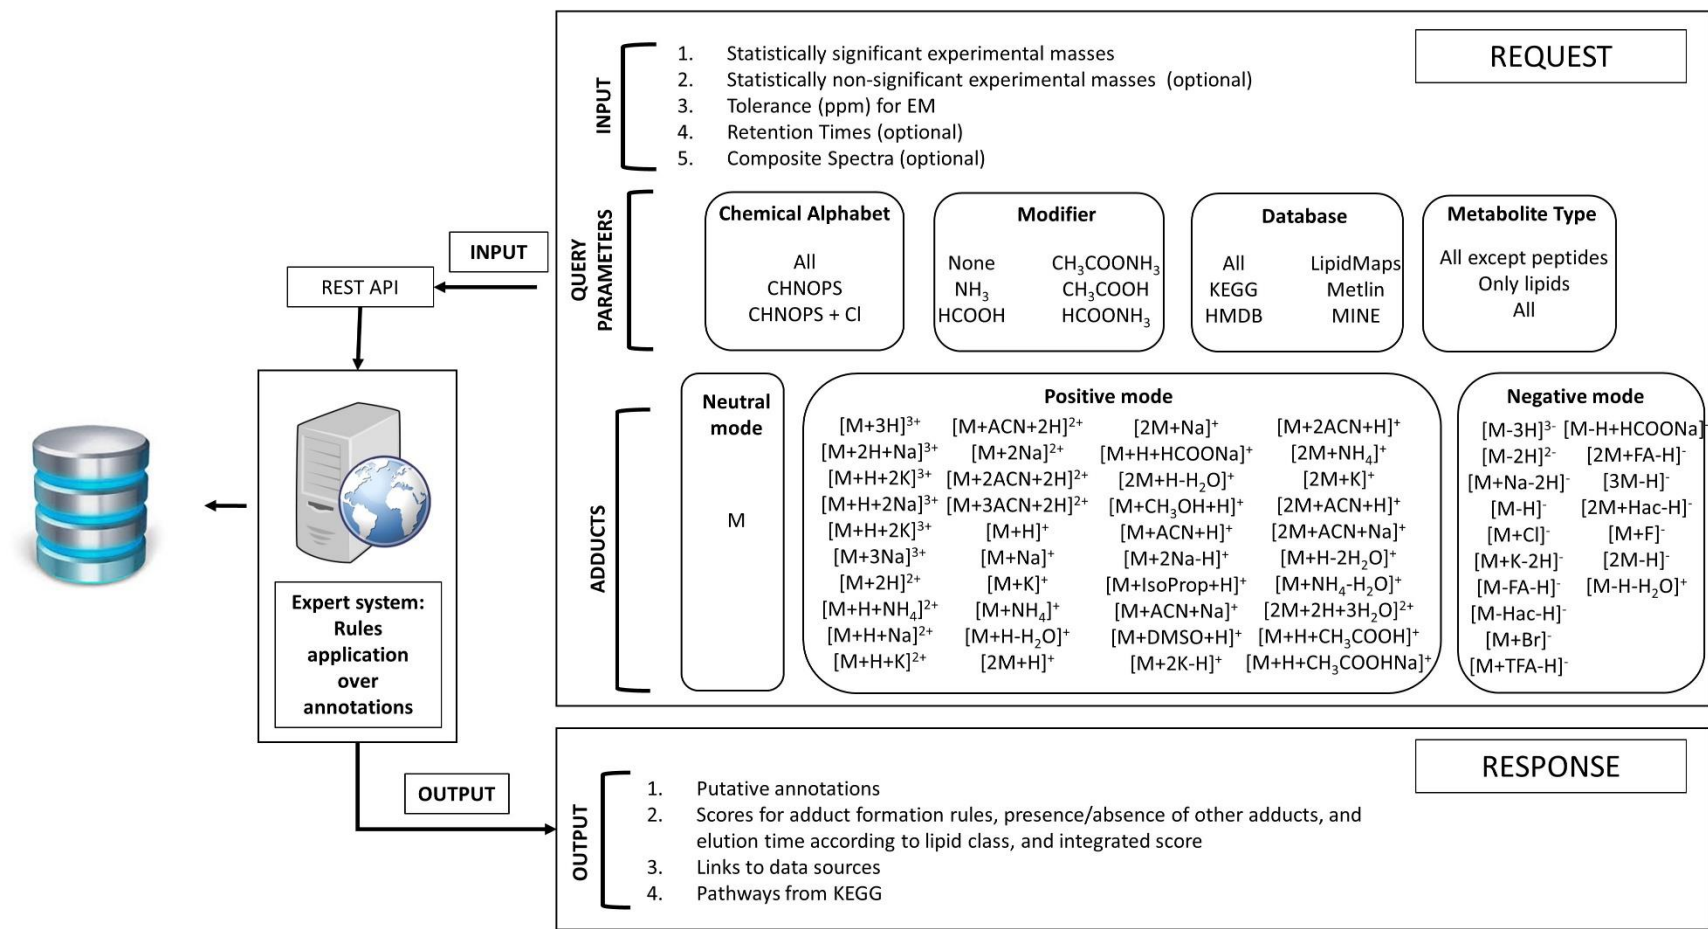 REQUEST
INPUT
1. Statistically significant experimental masses
2. Statistically non-significant experimental masses (optional)
3. Tolerance (ppm) for EM
4. Retention Times (optional)
5. Composite Spectra (optional)
QUERY
PARAMETERS
Chemical Alphabet
All
CHNOPS
CHNOPS + Cl
Modifier
None CH₃COONH₃
NH₃ CH₃COOH
HCOOH HCOONH₃
Database
All LipidMaps
KEGG Metlin
HMDB MINE
Metabolite Type
All except peptides
Only lipids
All
INPUT
REST API
ADDUCTS
Neutral
mode
M
Positive mode
[M+3H]³⁺ [M+ACN+2H]²⁺ [2M+Na]⁺ [M+2ACN+H]⁺
[M+2H+Na]³⁺ [M+2Na]²⁺ [M+H+HCOONa]⁺ [2M+NH₄]⁺
[M+H+2K]³⁺ [M+2ACN+2H]²⁺ [2M+H-H₂O]⁺ [2M+K]⁺
[M+H+2Na]³⁺ [M+3ACN+2H]²⁺ [M+CH₃OH+H]⁺ [2M+ACN+H]⁺
[M+H+2K]³⁺ [M+H]⁺ [M+ACN+H]⁺ [2M+ACN+Na]⁺
[M+3Na]³⁺ [M+Na]⁺ [M+2Na-H]⁺ [M+H-2H₂O]⁺
[M+2H]²⁺ [M+K]⁺ [M+IsoProp+H]⁺ [M+NH₄-H₂O]⁺
[M+H+NH₄]²⁺ [M+NH₄]⁺ [M+ACN+Na]⁺ [2M+2H+3H₂O]²⁺
[M+H+Na]²⁺ [M+H-H₂O]⁺ [M+DMSO+H]⁺ [M+H+CH₃COOH]⁺
[M+H+K]²⁺ [2M+H]⁺ [M+2K-H]⁺ [M+H+CH₃COOHNa]⁺
Negative mode
[M-3H]³⁻ [M-H+HCOONa]⁻
[M-2H]²⁻ [2M+FA-H]⁻
[M+Na-2H]⁻ [3M-H]⁻
[M-H]⁻ [2M+Hac-H]⁻
[M+Cl]⁻ [M+F]⁻
[M+K-2H]⁻ [2M-H]⁻
[M-FA-H]⁻ [M-H-H₂O]⁺
[M-Hac-H]⁻
[M+Br]⁻
[M+TFA-H]⁻
Expert system:
Rules
application
over
annotations
OUTPUT
RESPONSE
OUTPUT
1. Putative annotations
2. Scores for adduct formation rules, presence/absence of other adducts, and
elution time according to lipid class, and integrated score
3. Links to data sources
4. Pathways from KEGG